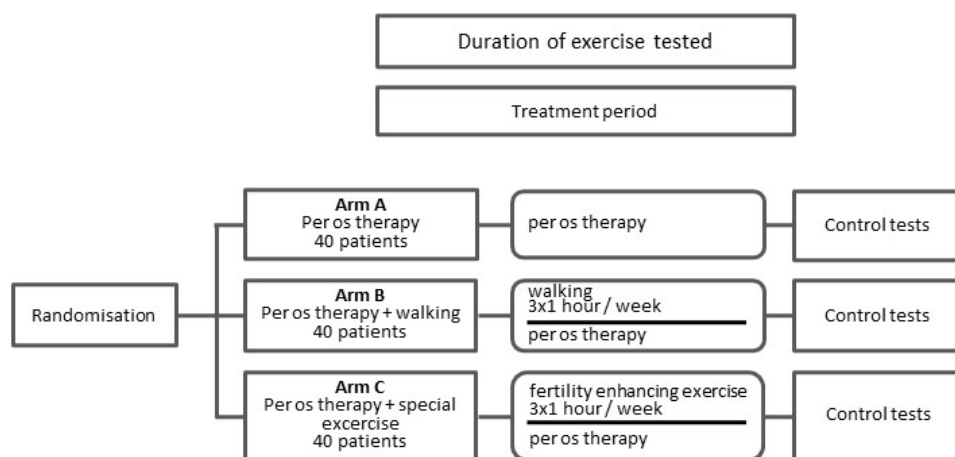 Duration of exercise tested
Treatment period
Randomisation
Arm A
Per os therapy
40 patients
per os therapy
Control tests
Arm B
Per os therapy + walking
40 patients
walking
3x1 hour / week
per os therapy
Control tests
Arm C
Per os therapy + special
excercise
40 patients
fertility enhancing exercise
3x1 hour / week
per os therapy
Control tests